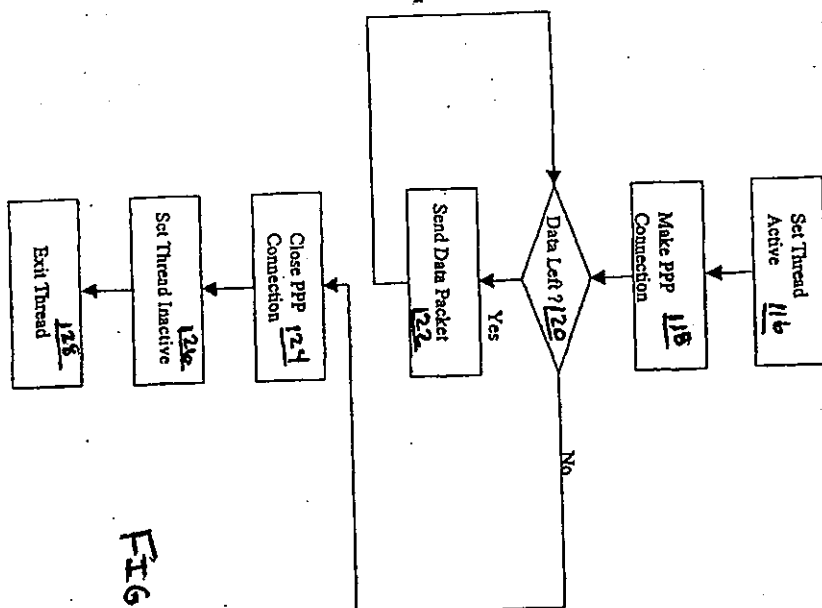 Set Thread
Active 116
Make PPP
Connection 118
Data Left ? 120
Yes
No
Send Data Packet
122
Close PPP
Connection 124
Set Thread Inactive
126
Exit Thread
128
FIG